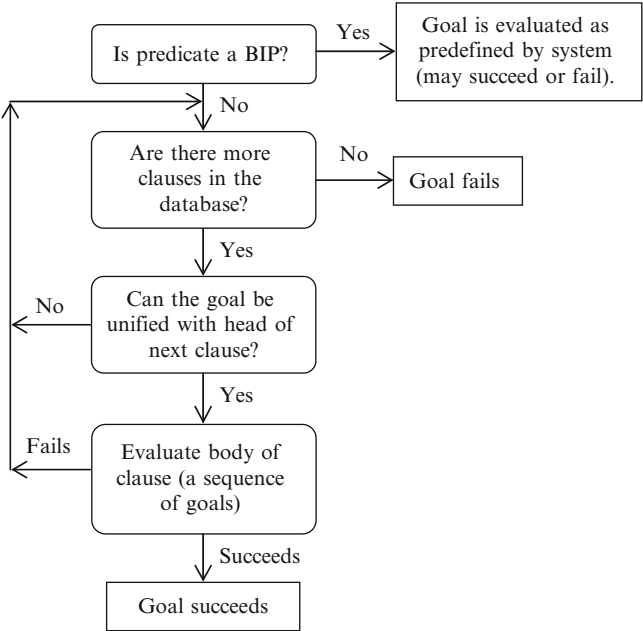 Is predicate a BIP?
Yes
Goal is evaluated as
predefined by system
(may succeed or fail).
No
Are there more
clauses in the
database?
No
Goal fails
Yes
Can the goal be
unified with head of
next clause?
No
Yes
Evaluate body of
clause (a sequence
of goals)
Fails
Succeeds
Goal succeeds